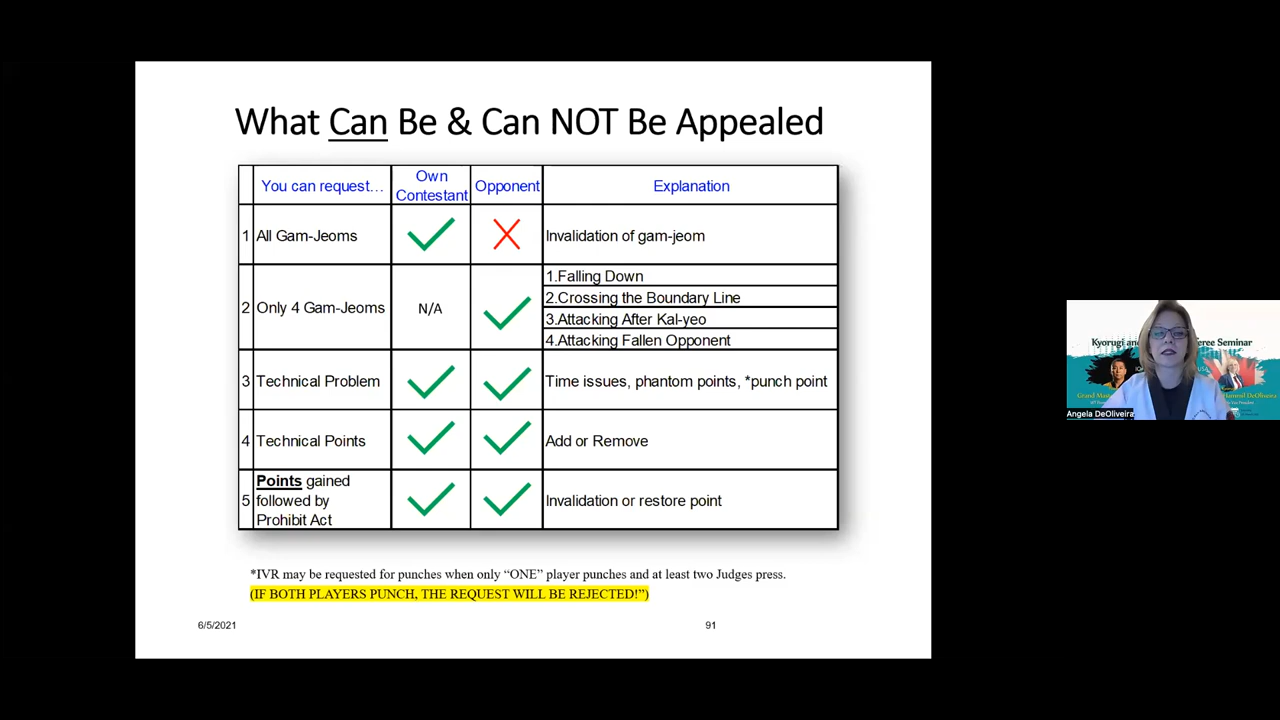 What Can Be & Can NOT Be Appealed
You can request…
Own
Contestant
Opponent
Explanation
1
All Gam-Jeoms
Invalidation of gam-jeom
2
Only 4 Gam-Jeoms
N/A
1.Falling Down
2.Crossing the Boundary Line
3.Attacking After Kal-yeo
4.Attacking Fallen Opponent
3
Technical Problem
Time issues, phantom points, *punch point
4
Technical Points
Add or Remove
5
Points gained
followed by
Prohibit Act
Invalidation or restore point
*IVR may be requested for punches when only “ONE” player punches and at least two Judges press.
(IF BOTH PLAYERS PUNCH, THE REQUEST WILL BE REJECTED!”)
6/5/2021
91
Kyorugi and
Seminar
Angela DeOliveira